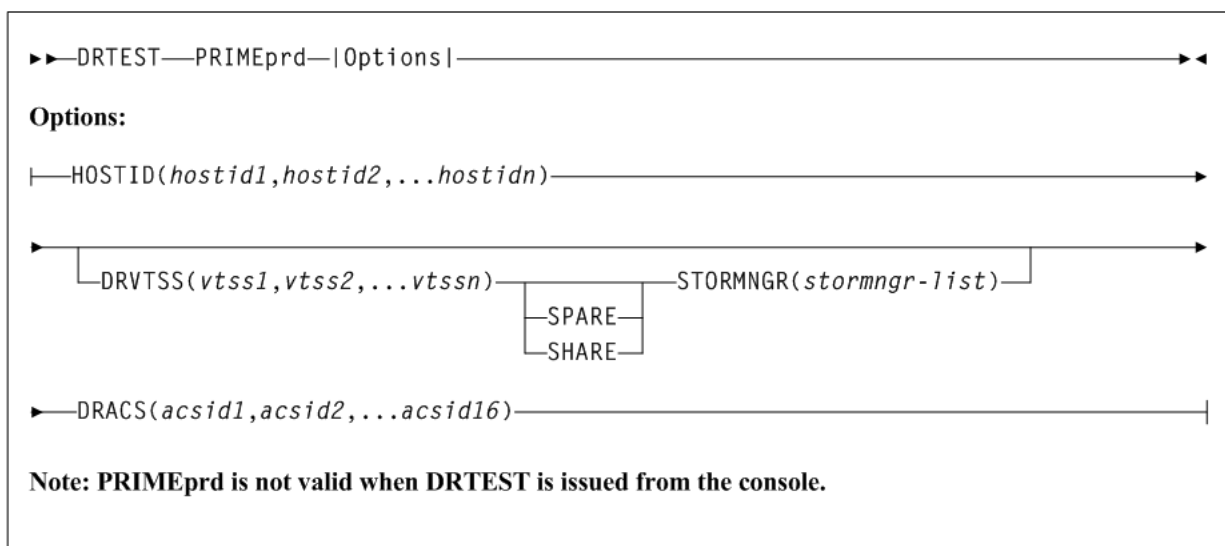 DRTEST PRIMEprd |Options|
Options:
HOSTID(hostid1,hostid2,...hostidn)
DRVTSS(vtss1,vtss2,...vtssn) STORMNGR(stormngr-list)
SPARE
SHARE
DRACS(acsid1,acsid2,...acsid16)
Note: PRIMEprd is not valid when DRTEST is issued from the console.